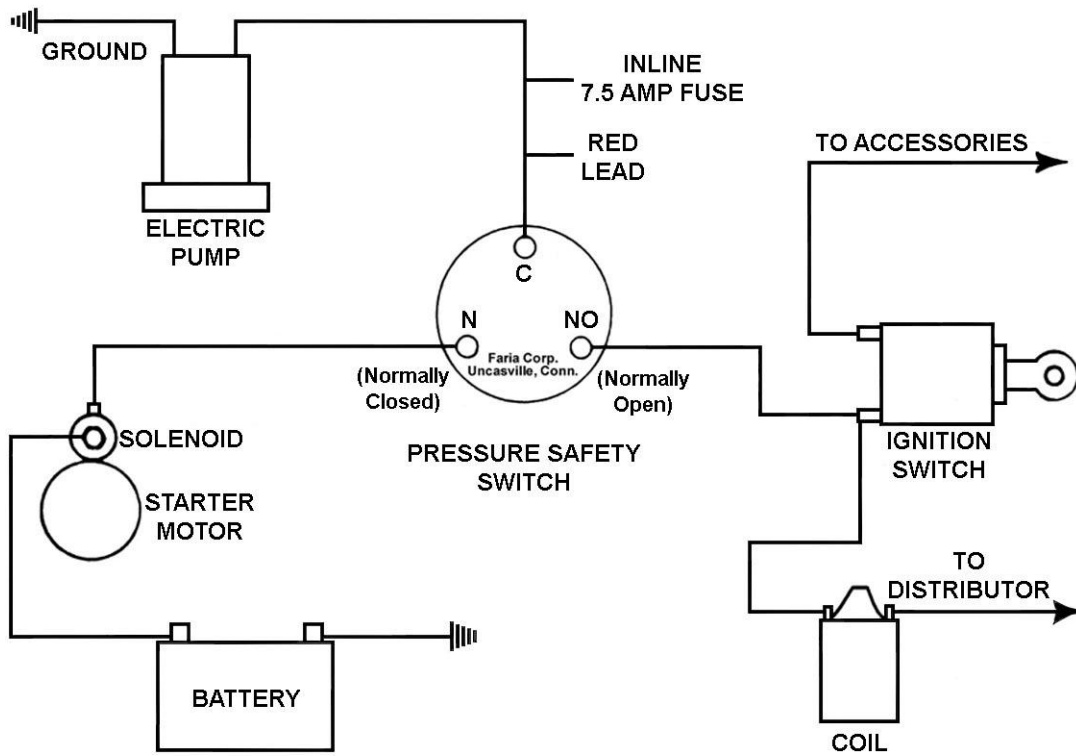 GROUND
INLINE
7.5 AMP FUSE
RED
LEAD
TO ACCESSORIES
ELECTRIC
PUMP
C
N
NO
Faria Corp.
Uncasville, Conn.
(Normally
Closed)
(Normally
Open)
SOLENOID
PRESSURE SAFETY
SWITCH
IGNITION
SWITCH
STARTER
MOTOR
TO
DISTRIBUTOR
BATTERY
COIL